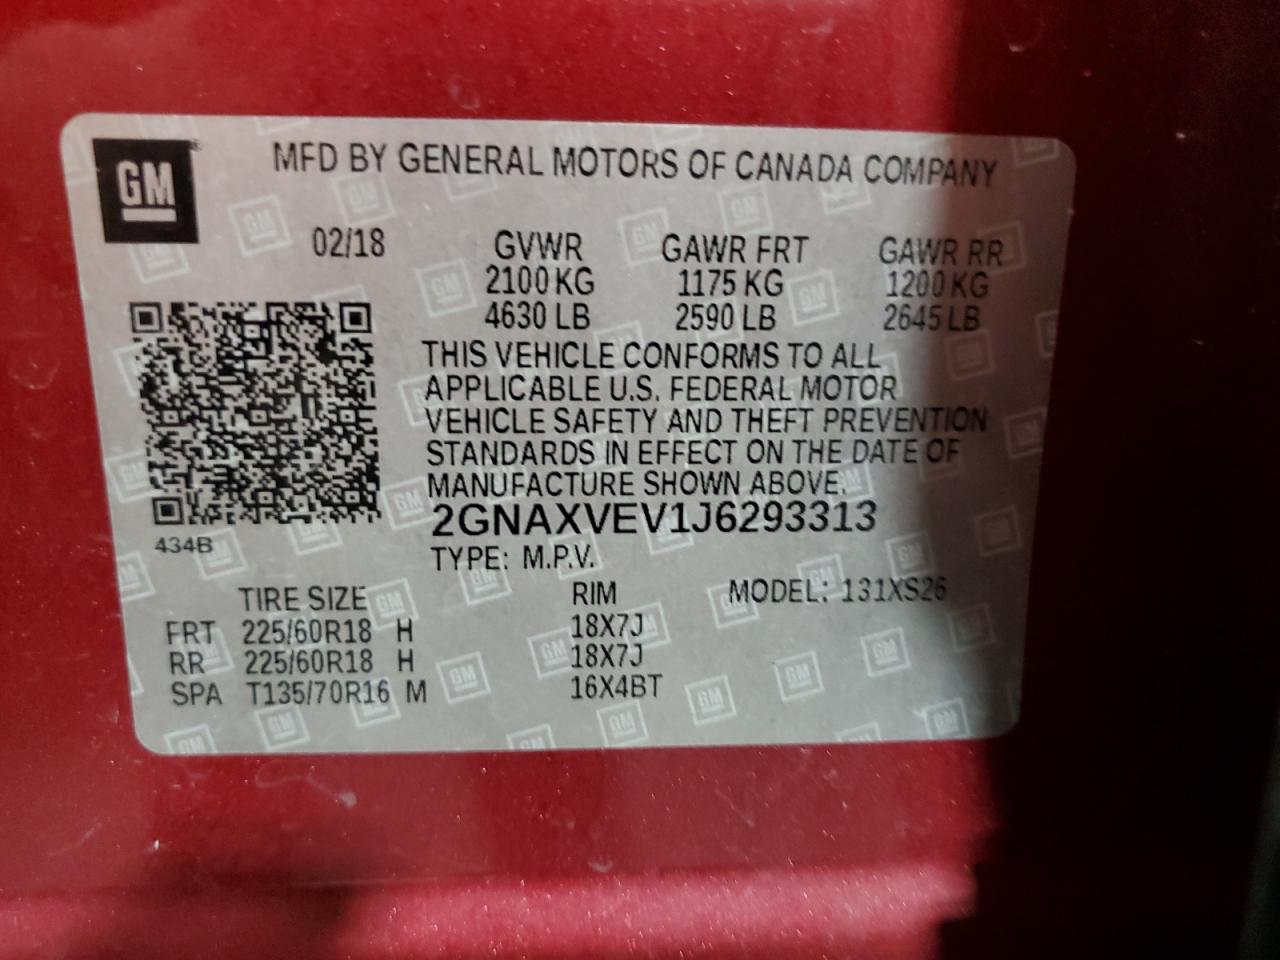 GM
MFD BY GENERAL MOTORS OF CANADA COMPANY
02/18 GVWR GAWR FRT GAWR RR
2100 KG 1175 KG 1200 KG
4630 LB 2590 LB 2645 LB
THIS VEHICLE CONFORMS TO ALL
APPLICABLE U.S. FEDERAL MOTOR
VEHICLE SAFETY AND THEFT PREVENTION
STANDARDS IN EFFECT ON THE DATE OF
MANUFACTURE SHOWN ABOVE.
2GNAXVEV1J6293313
434B
TYPE: M.P.V.
TIRE SIZE RIM MODEL: 131XS26
FRT 225/60R18 H 18X7J
RR 225/60R18 H 18X7J
SPA T135/70R16 M 16X4BT